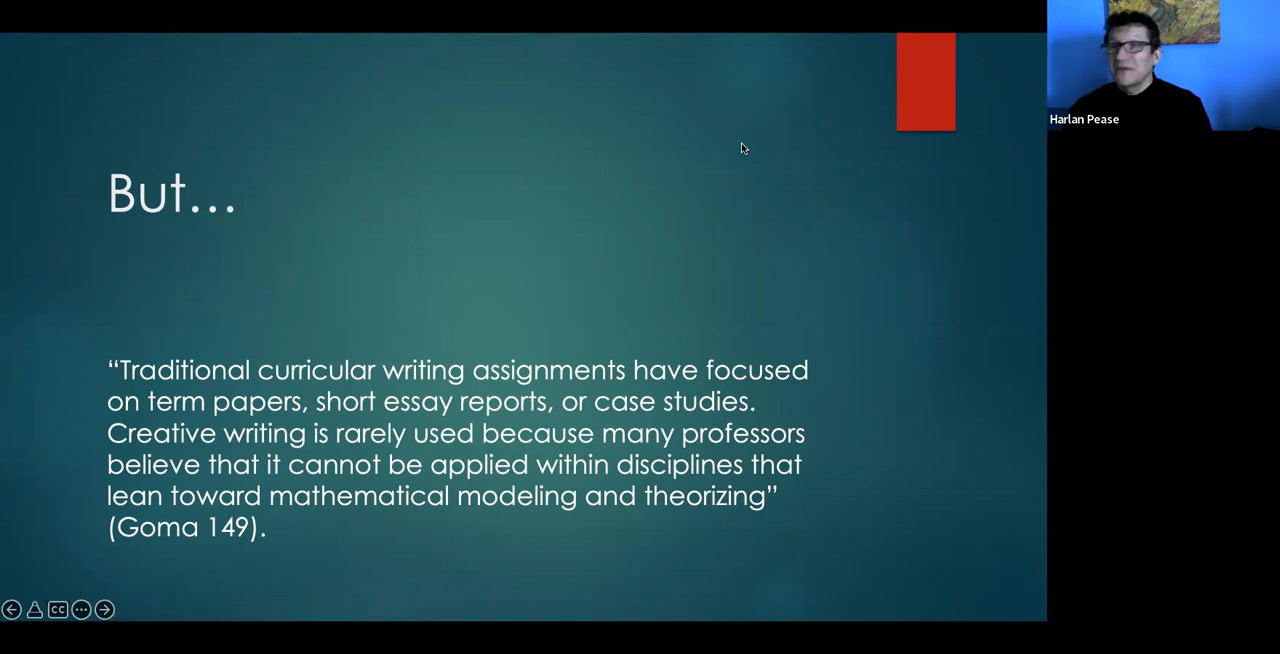 But…
“Traditional curricular writing assignments have focused
on term papers, short essay reports, or case studies.
Creative writing is rarely used because many professors
believe that it cannot be applied within disciplines that
lean toward mathematical modeling and theorizing”
(Goma 149).
Harlan Pease
CC